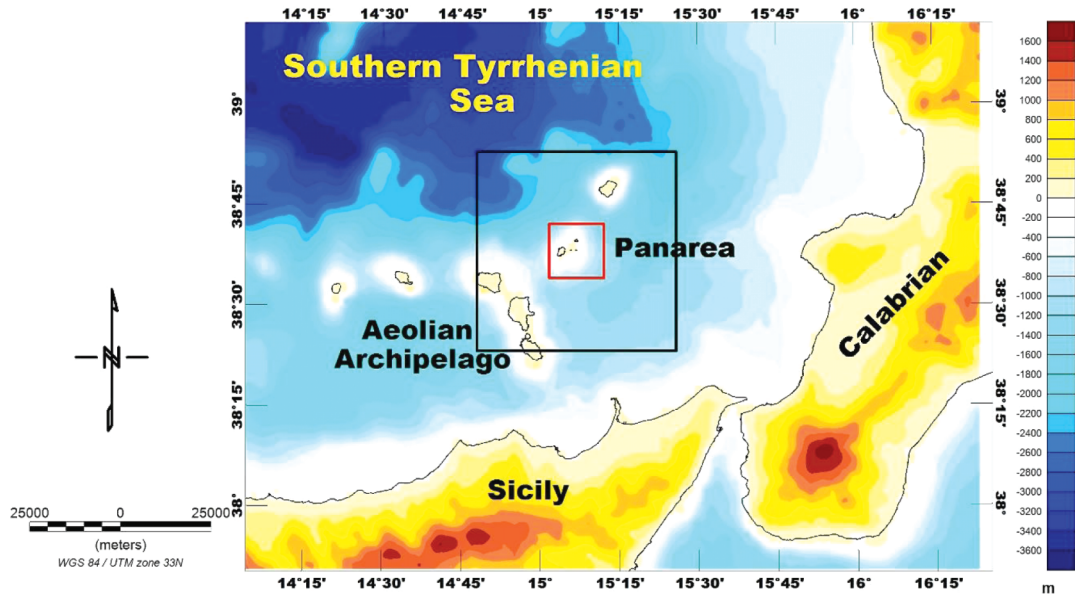 14°15' 14°30' 14°45' 15° 15°15' 15°30' 15°45' 16° 16°15'
Southern Tyrrhenian
Sea
39°
38°45'
38°30'
38°15'
38°
39°
38°45'
38°30'
38°15'
38°
Panarea
Aeolian
Archipelago
Calabrian
Sicily
N
25000 0 25000
(meters)
WGS 84 / UTM zone 33N
14°15' 14°30' 14°45' 15° 15°15' 15°30' 15°45' 16° 16°15'
1600
1400
1000
800
600
400
200
0
-200
-400
-600
-800
-1000
-1200
-1400
-1600
-1800
-2000
-2200
-2400
-2600
-2800
-3000
-3200
-3400
-3600
m